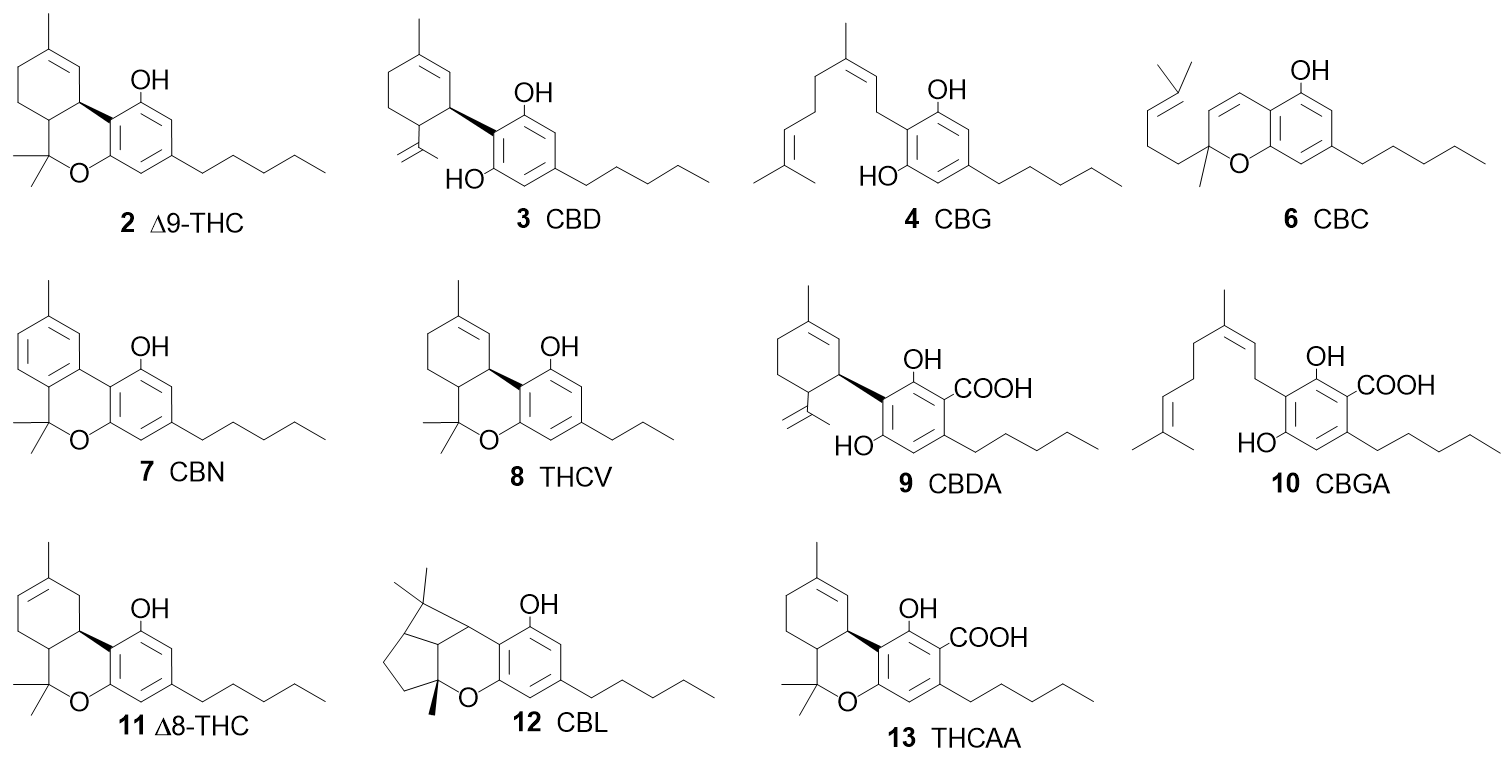 OH
O
2 Δ9-THC
OH
HO
3 CBD
OH
HO
4 CBG
OH
O
6 CBC
OH
O
7 CBN
OH
O
8 THCV
OH
COOH
HO
9 CBDA
OH
COOH
HO
10 CBGA
OH
O
11 Δ8-THC
OH
O
12 CBL
OH
COOH
O
13 THCAA